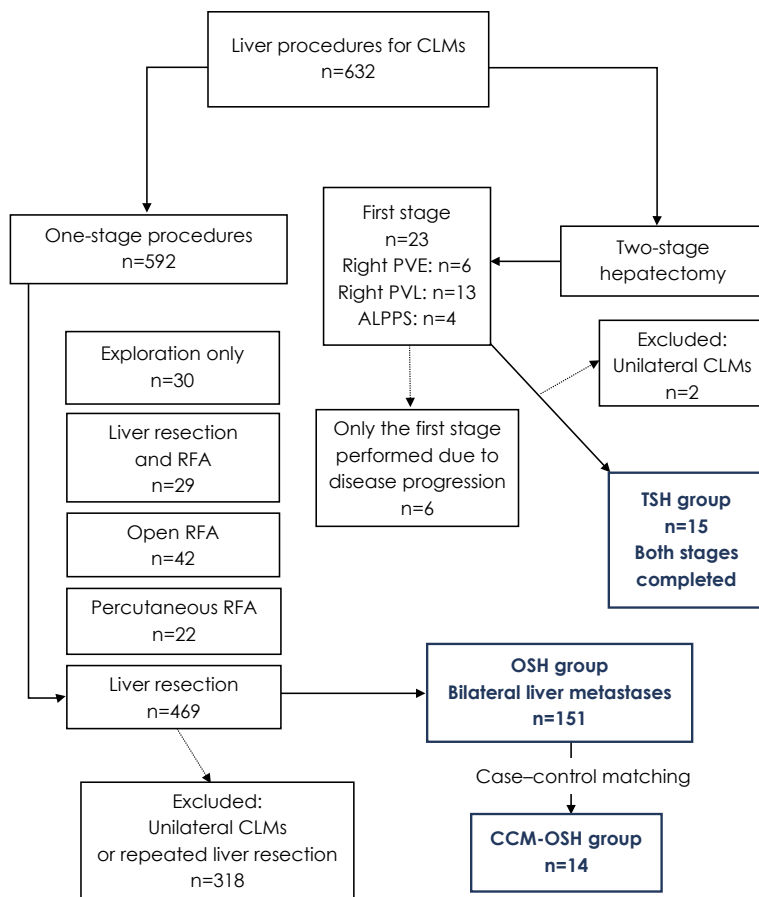 Liver procedures for CLMs
n=632
One-stage procedures
n=592
First stage
n=23
Right PVE: n=6
Right PVL: n=13
ALPPS: n=4
Two-stage
hepatectomy
Excluded:
Unilateral CLMs
n=2
Only the first stage
performed due to
disease progression
n=6
TSH group
n=15
Both stages
completed
Exploration only
n=30
Liver resection
and RFA
n=29
Open RFA
n=42
Percutaneous RFA
n=22
Liver resection
n=469
OSH group
Bilateral liver metastases
n=151
Case–control matching
CCM-OSH group
n=14
Excluded:
Unilateral CLMs
or repeated liver resection
n=318